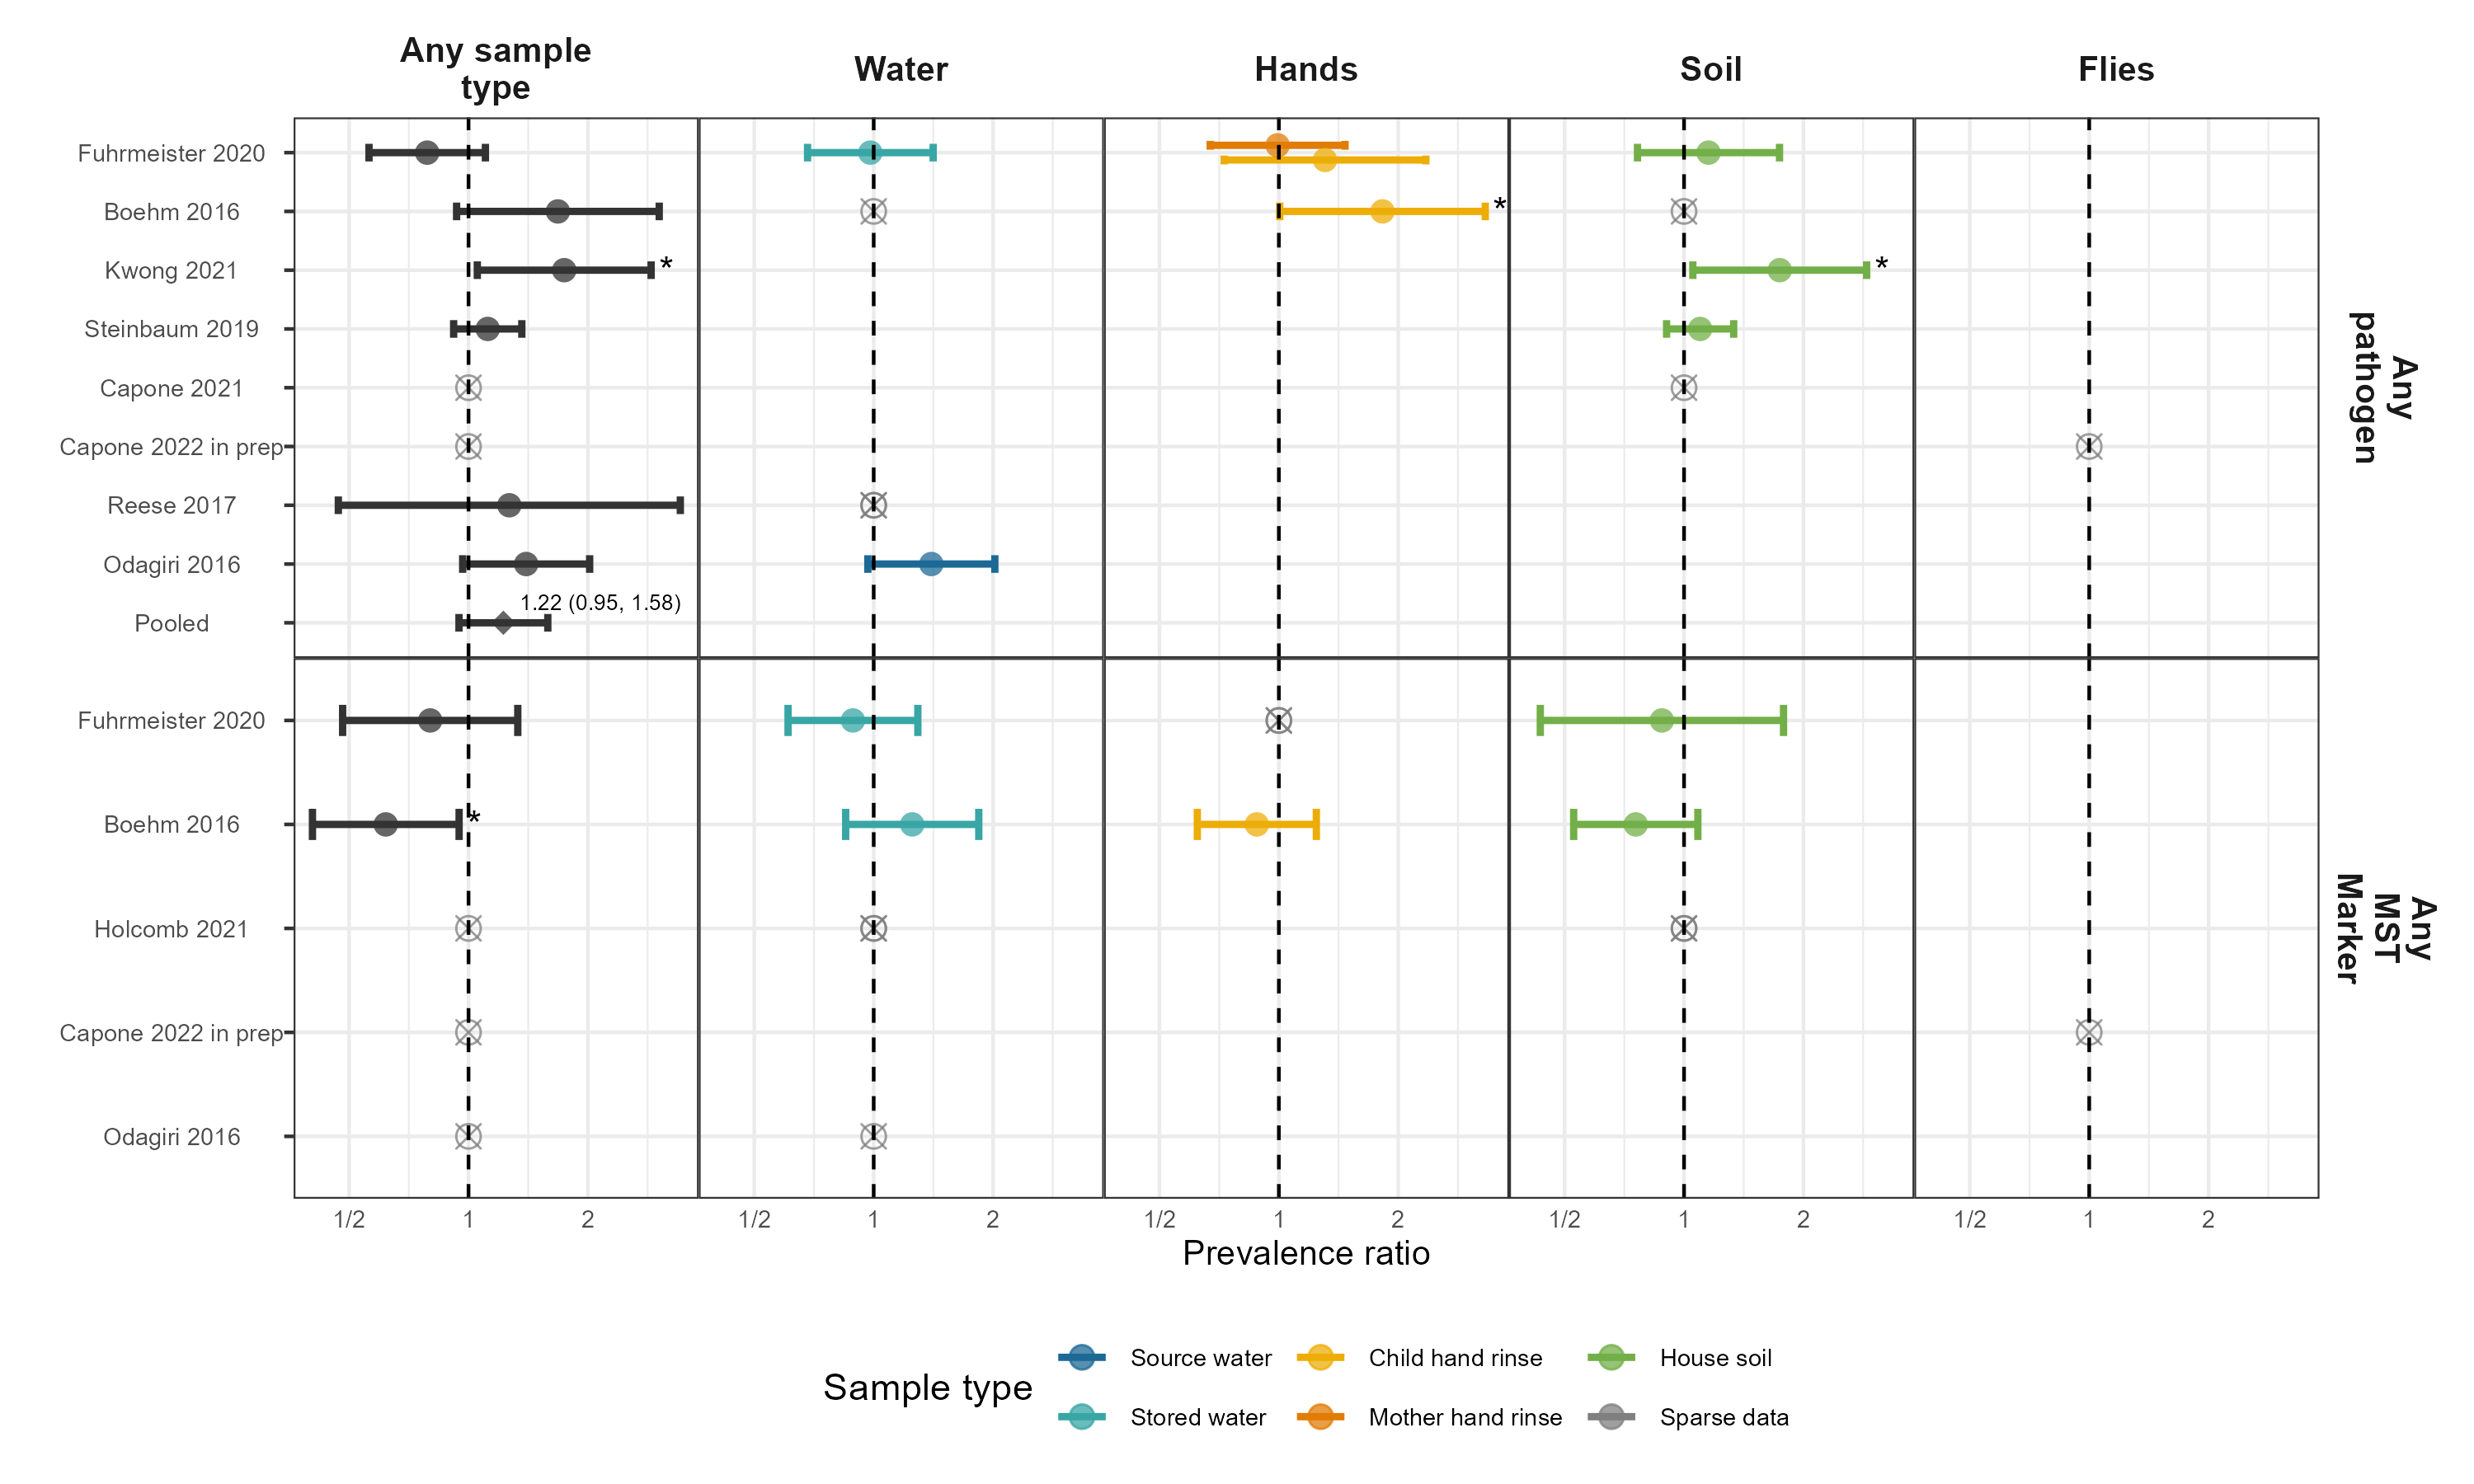 Any sample
type
Water
Hands
Soil
Flies
Fuhrmeister 2020
Boehm 2016
*
Kwong 2021
*
*
Steinbaum 2019
Capone 2021
Capone 2022 in prep
Reese 2017
Odagiri 2016
1.22 (0.95, 1.58)
Pooled
Any
pathogen
Fuhrmeister 2020
Boehm 2016
*
Holcomb 2021
Capone 2022 in prep
Odagiri 2016
Any
MST
Marker
1/2 1 2
1/2 1 2
1/2 1 2
1/2 1 2
1/2 1 2
Prevalence ratio
Sample type
Source water
Child hand rinse
House soil
Stored water
Mother hand rinse
Sparse data